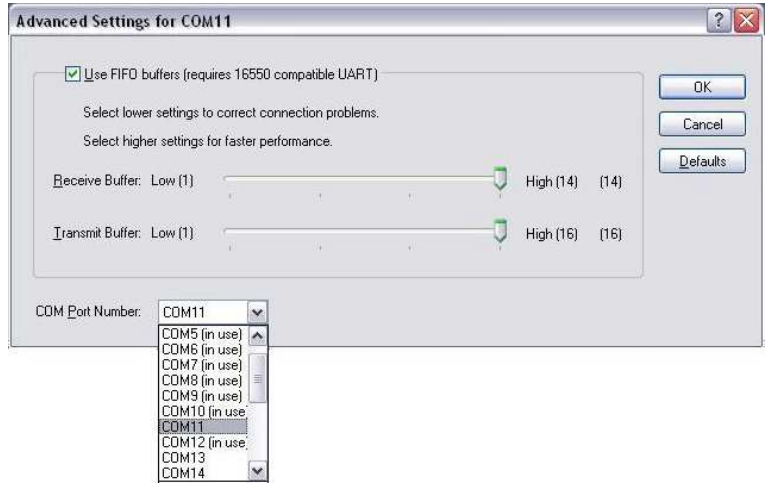 Advanced Settings for COM11
Use FIFO buffers (requires 16550 compatible UART)
OK
Select lower settings to correct connection problems.
Cancel
Select higher settings for faster performance.
Defaults
Receive Buffer: Low (1) High (14) (14)
Transmit Buffer: Low (1) High (16) (16)
COM Port Number: COM11
COM5 (in use)
COM6 (in use)
COM7 (in use)
COM8 (in use)
COM9 (in use)
COM10 (in use
COM11
COM12 (in use
COM13
COM14